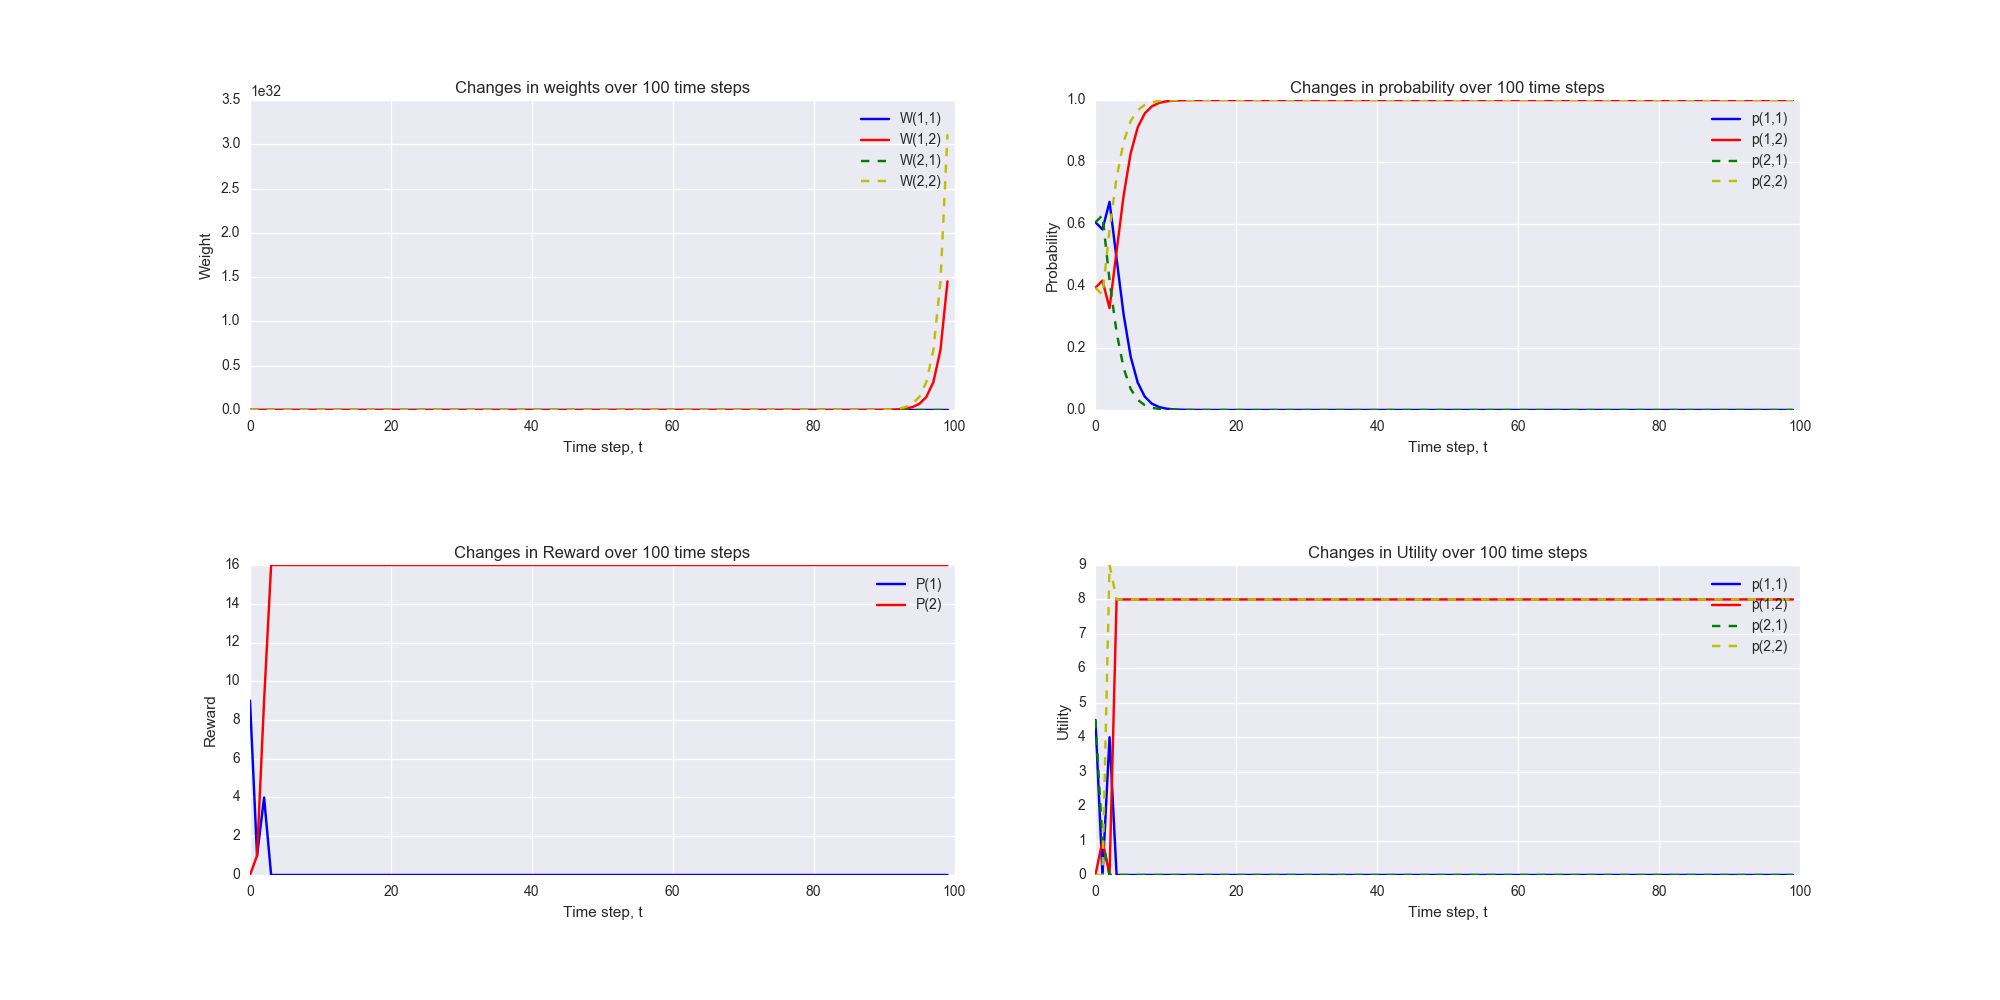 Changes in weights over 100 time steps
1e32
3.5
3.0
2.5
2.0
1.5
1.0
0.5
0.0
Weight
W(1,1)
W(1,2)
W(2,1)
W(2,2)
0 20 40 60 80 100
Time step, t
Changes in probability over 100 time steps
1.0
0.8
0.6
0.4
0.2
0.0
Probability
p(1,1)
p(1,2)
p(2,1)
p(2,2)
0 20 40 60 80 100
Time step, t
Changes in Reward over 100 time steps
16
14
12
10
8
6
4
2
0
Reward
P(1)
P(2)
0 20 40 60 80 100
Time step, t
Changes in Utility over 100 time steps
9
8
7
6
5
4
3
2
1
0
Utility
p(1,1)
p(1,2)
p(2,1)
p(2,2)
0 20 40 60 80 100
Time step, t